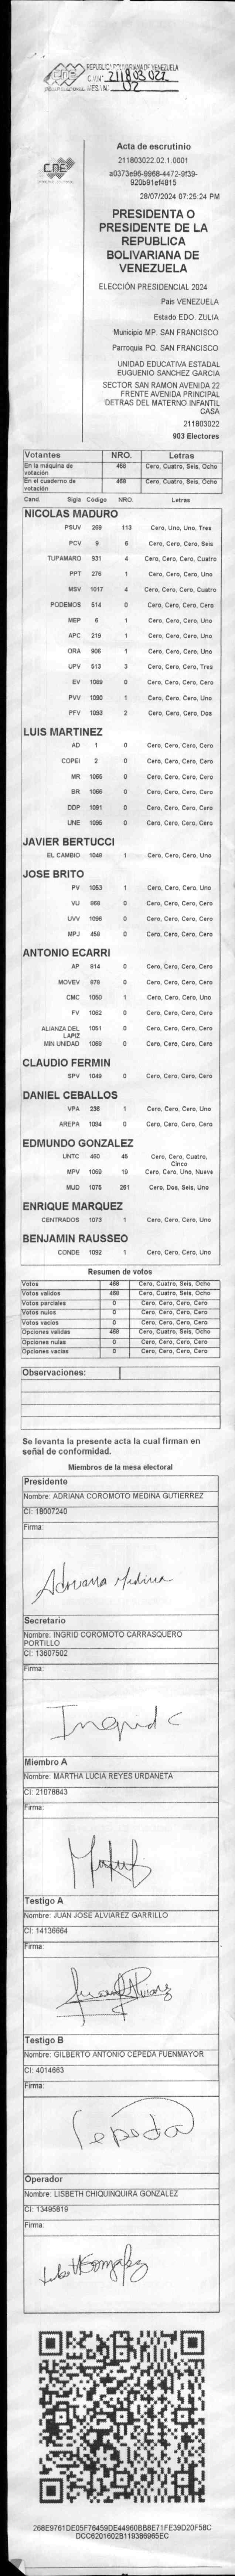 CNE
REPUBLICA BOLIVARIANA DE VENEZUELA
C.V.N° 211803022
MESA N° 02
CNE
Acta de escrutinio
211803022.02.1.0001
a0373e96-9968-4472-9f39-
920b91ef4815
28/07/2024 07:25:24 PM
PRESIDENTA O
PRESIDENTE DE LA
REPUBLICA
BOLIVARIANA DE
VENEZUELA
ELECCIÓN PRESIDENCIAL 2024
Pais VENEZUELA
Estado EDO. ZULIA
Municipio MP. SAN FRANCISCO
Parroquia PQ. SAN FRANCISCO
UNIDAD EDUCATIVA ESTADAL
EUGUENIO SANCHEZ GARCIA
SECTOR SAN RAMON AVENIDA 22
FRENTE AVENIDA PRINCIPAL
DETRAS DEL MATERNO INFANTIL
CASA
211803022
903 Electores
Votantes NRO. Letras
En la máquina de votación 468 Cero, Cuatro, Seis, Ocho
En el cuaderno de votación 468 Cero, Cuatro, Seis, Ocho
Cand. Sigla Código NRO. Letras
NICOLAS MADURO
PSUV 269 113 Cero, Uno, Uno, Tres
PCV 9 6 Cero, Cero, Cero, Seis
TUPAMARO 931 4 Cero, Cero, Cero, Cuatro
PPT 276 1 Cero, Cero, Cero, Uno
MSV 1017 4 Cero, Cero, Cero, Cuatro
PODEMOS 514 0 Cero, Cero, Cero, Cero
MEP 6 1 Cero, Cero, Cero, Uno
APC 219 1 Cero, Cero, Cero, Uno
ORA 906 1 Cero, Cero, Cero, Uno
UPV 513 3 Cero, Cero, Cero, Tres
EV 1089 0 Cero, Cero, Cero, Cero
PVV 1090 1 Cero, Cero, Cero, Uno
PFV 1093 2 Cero, Cero, Cero, Dos
LUIS MARTINEZ
AD 1 0 Cero, Cero, Cero, Cero
COPEI 2 0 Cero, Cero, Cero, Cero
MR 1065 0 Cero, Cero, Cero, Cero
BR 1066 0 Cero, Cero, Cero, Cero
DDP 1091 0 Cero, Cero, Cero, Cero
UNE 1095 0 Cero, Cero, Cero, Cero
JAVIER BERTUCCI
EL CAMBIO 1048 1 Cero, Cero, Cero, Uno
JOSE BRITO
PV 1053 1 Cero, Cero, Cero, Uno
VU 868 0 Cero, Cero, Cero, Cero
UVV 1096 0 Cero, Cero, Cero, Cero
MPJ 458 0 Cero, Cero, Cero, Cero
ANTONIO ECARRI
AP 914 0 Cero, Cero, Cero, Cero
MOVEV 979 0 Cero, Cero, Cero, Cero
CMC 1050 1 Cero, Cero, Cero, Uno
FV 1062 0 Cero, Cero, Cero, Cero
ALIANZA DEL LAPIZ 1051 0 Cero, Cero, Cero, Cero
MIN UNIDAD 1069 0 Cero, Cero, Cero, Cero
CLAUDIO FERMIN
SPV 1049 0 Cero, Cero, Cero, Cero
DANIEL CEBALLOS
VPA 238 1 Cero, Cero, Cero, Uno
AREPA 1094 0 Cero, Cero, Cero, Cero
EDMUNDO GONZALEZ
UNTC 460 45 Cero, Cero, Cuatro, Cinco
MPV 1069 19 Cero, Cero, Uno, Nueve
MUD 1075 261 Cero, Dos, Seis, Uno
ENRIQUE MARQUEZ
CENTRADOS 1073 1 Cero, Cero, Cero, Uno
BENJAMIN RAUSSEO
CONDE 1092 1 Cero, Cero, Cero, Uno
Resumen de votos
Votos 468 Cero, Cuatro, Seis, Ocho
Votos validos 468 Cero, Cuatro, Seis, Ocho
Votos parciales 0 Cero, Cero, Cero, Cero
Votos nulos 0 Cero, Cero, Cero, Cero
Votos vacios 0 Cero, Cero, Cero, Cero
Opciones validas 468 Cero, Cuatro, Seis, Ocho
Opciones nulas 0 Cero, Cero, Cero, Cero
Opciones vacias 0 Cero, Cero, Cero, Cero
Observaciones:
Se levanta la presente acta la cual firman en
señal de conformidad.
Miembros de la mesa electoral
Presidente
Nombre: ADRIANA COROMOTO MEDINA GUTIERREZ
CI: 18007240
Firma:
Adriana Medina
Secretario
Nombre: INGRID COROMOTO CARRASQUERO
PORTILLO
CI: 13607502
Firma:
Ingrid C
Miembro A
Nombre: MARTHA LUCIA REYES URDANETA
CI: 21078843
Firma:
Testigo A
Nombre: JUAN JOSE ALVIAREZ GARRILLO
CI: 14136664
Firma:
Juan Alviarez
Testigo B
Nombre: GILBERTO ANTONIO CEPEDA FUENMAYOR
CI: 4014663
Firma:
Cepeda
Operador
Nombre: LISBETH CHIQUINQUIRA GONZALEZ
CI: 13495819
Firma:
Lisbeth Gonzalez
268E9761DE05F76459DE44960BB8E71FE39D20F58C
DCC8201602B119386965EC